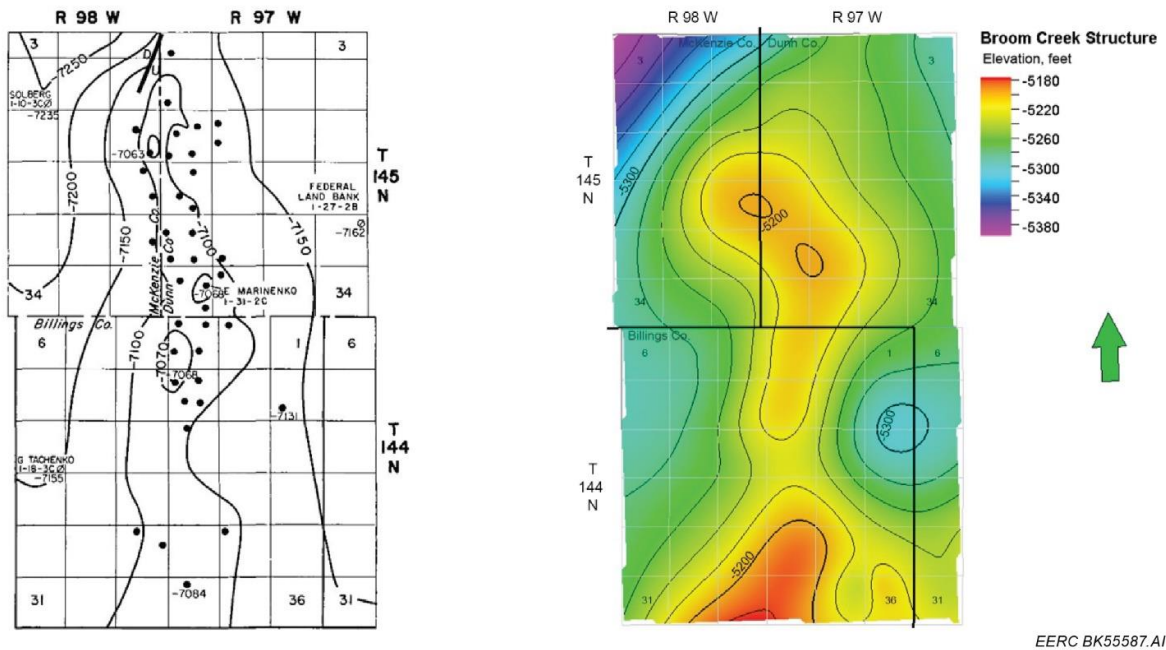 R 98 W
R 97 W
3
3
-7250
D
U
SOLBERG
1-10-3CØ
-7235
-7063
-7200
T
145
N
FEDERAL
LAND BANK
1-27-2B
-7162
-7150
-7100
-7150
McKenzie Co.
Dunn Co
34
-7068
E MARINENKO
1-31-2C
34
Billings Co.
6
-7100
-7070
-7068
1
6
-7131
T
144
N
G TACHENKO
1-18-3CØ
-7155
31
-7084
36
31
R 98 W
R 97 W
McKenzie Co.
Dunn Co.
3
3
-5300
T
145
N
-5200
34
34
Billings Co.
6
1
6
-5300
T
144
N
-5200
31
36
31
Broom Creek Structure
Elevation, feet
-5180
-5220
-5260
-5300
-5340
-5380
EERC BK55587.AI